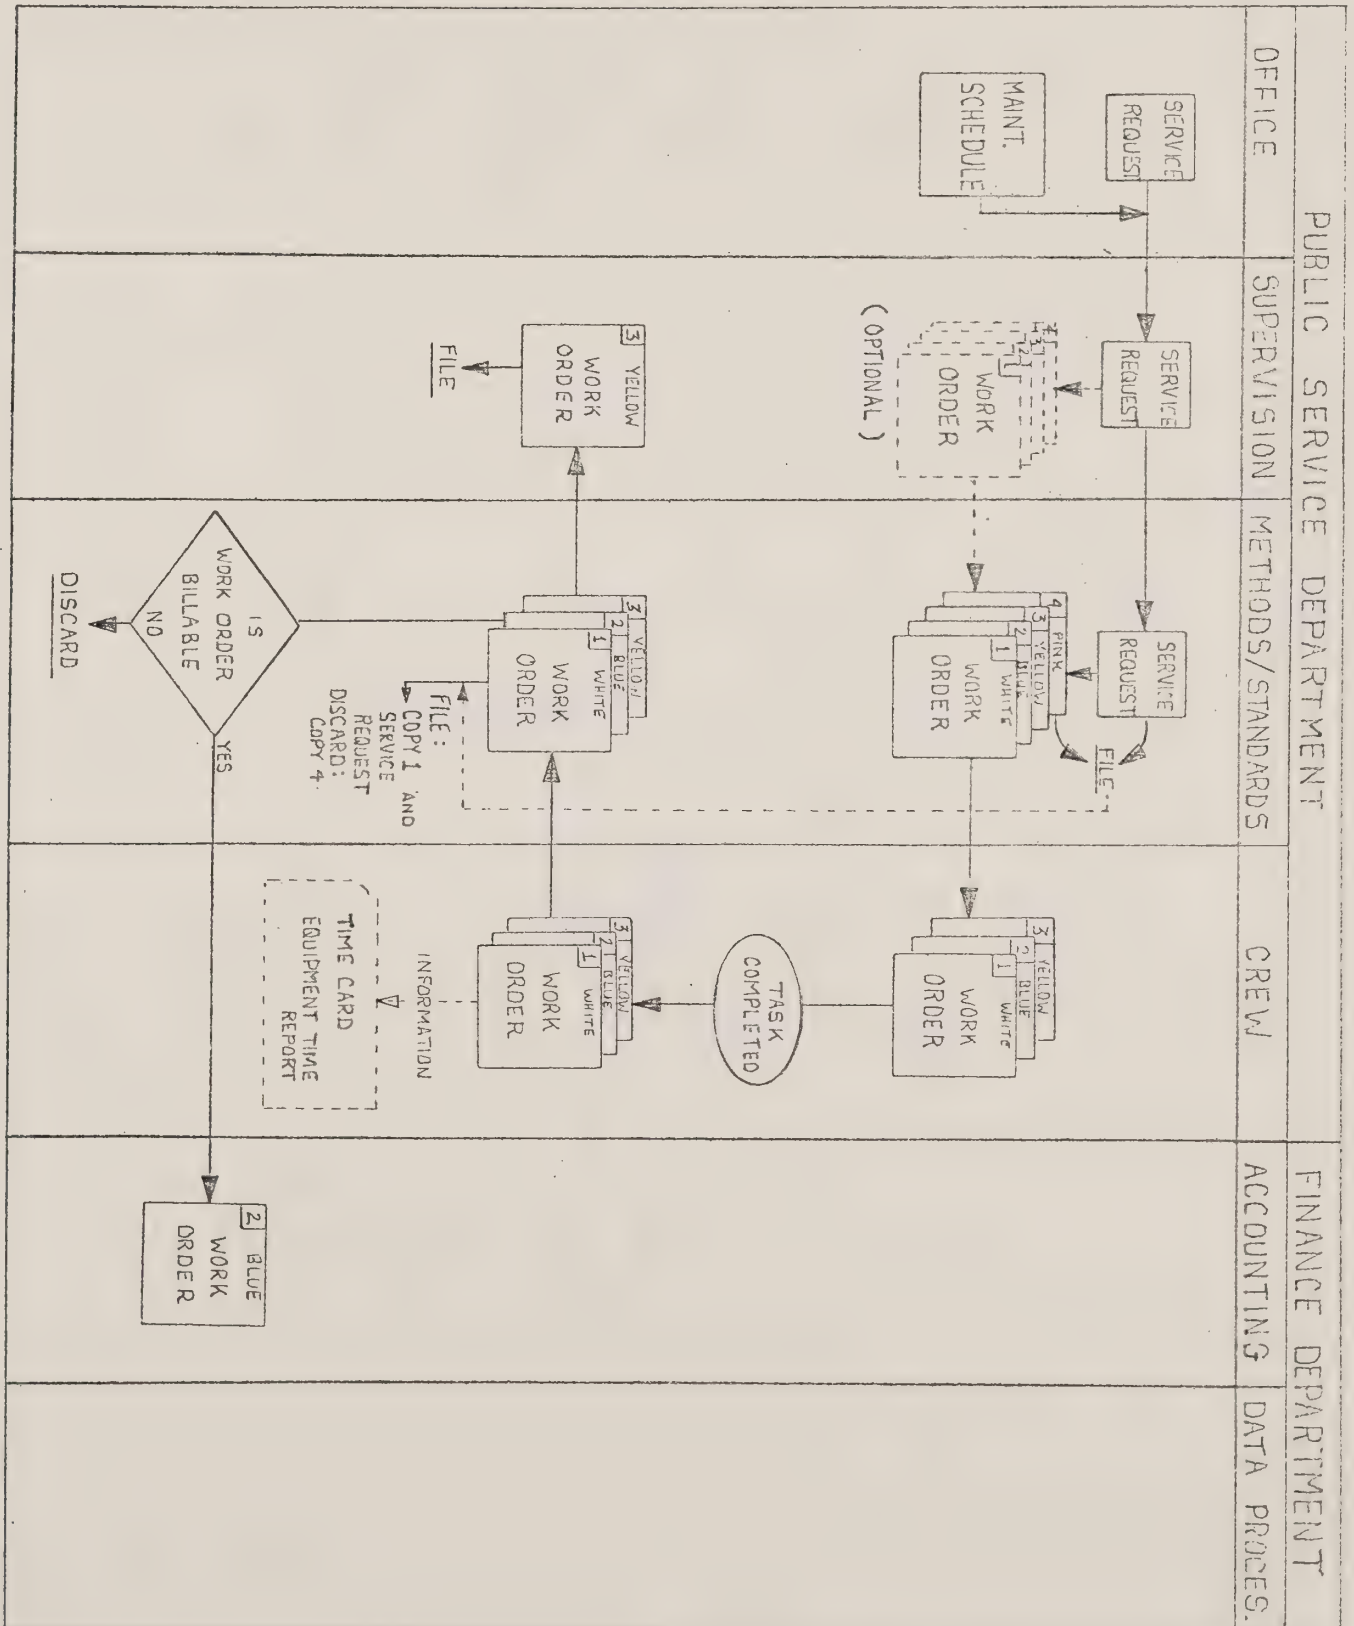 PUBLIC SERVICE DEPARTMENT
FINANCE DEPARTMENT
OFFICE
SUPERVISION
METHODS/STANDARDS
CREW
ACCOUNTING
DATA PROCES.
SERVICE
REQUEST
MAINT.
SCHEDULE
SERVICE
REQUEST
4
3
2
1
WORK
ORDER
(OPTIONAL)
SERVICE
REQUEST
FILE
4 PINK
3 YELLOW
2 BLUE
1 WHITE
WORK
ORDER
3 YELLOW
2 BLUE
1 WHITE
WORK
ORDER
TASK
COMPLETED
3 YELLOW
2 BLUE
1 WHITE
WORK
ORDER
INFORMATION
TIME CARD
EQUIPMENT TIME
REPORT
3 YELLOW
2 BLUE
1 WHITE
WORK
ORDER
FILE:
COPY 1 AND
SERVICE
REQUEST
DISCARD:
COPY 4
3 YELLOW
WORK
ORDER
FILE
IS
WORK ORDER
BILLABLE
NO
YES
DISCARD
2 BLUE
WORK
ORDER